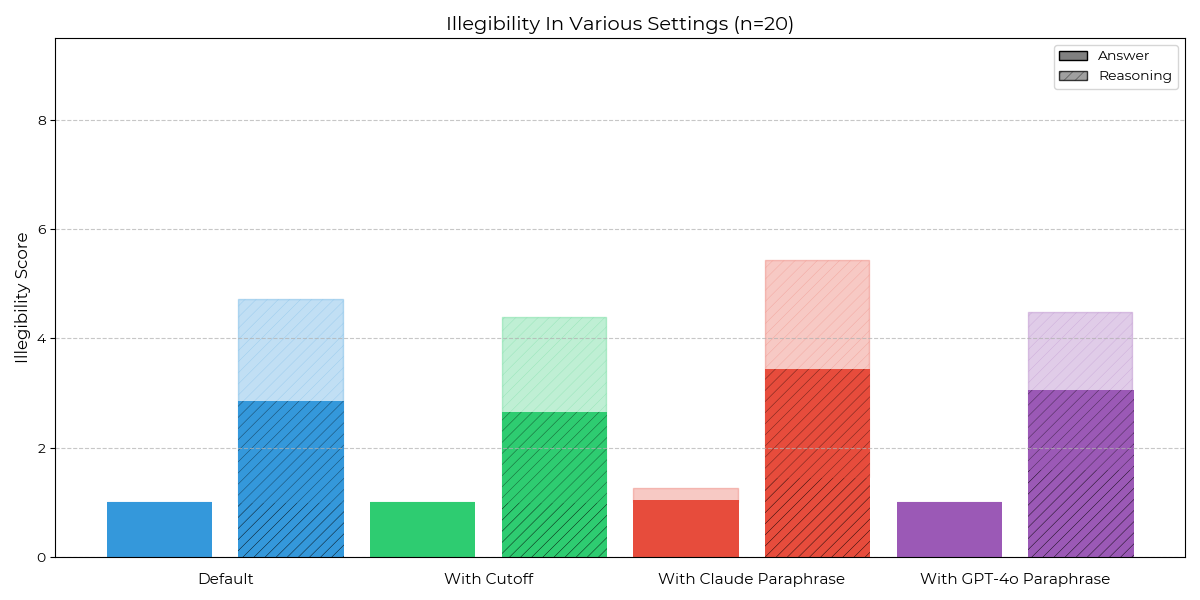 Illegibility In Various Settings (n=20)
Answer
Reasoning
Illegibility Score
8
6
4
2
0
Default
With Cutoff
With Claude Paraphrase
With GPT-4o Paraphrase